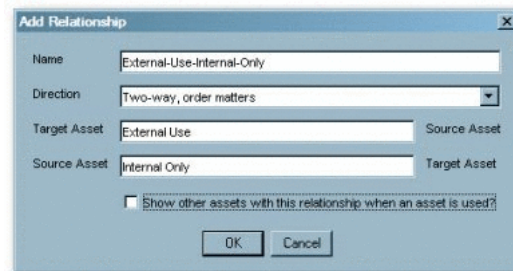 Add Relationship
Name External-Use-Internal-Only
Direction Two-way, order matters
Target Asset External Use Source Asset
Source Asset Internal Only Target Asset
Show other assets with this relationship when an asset is used?
OK Cancel